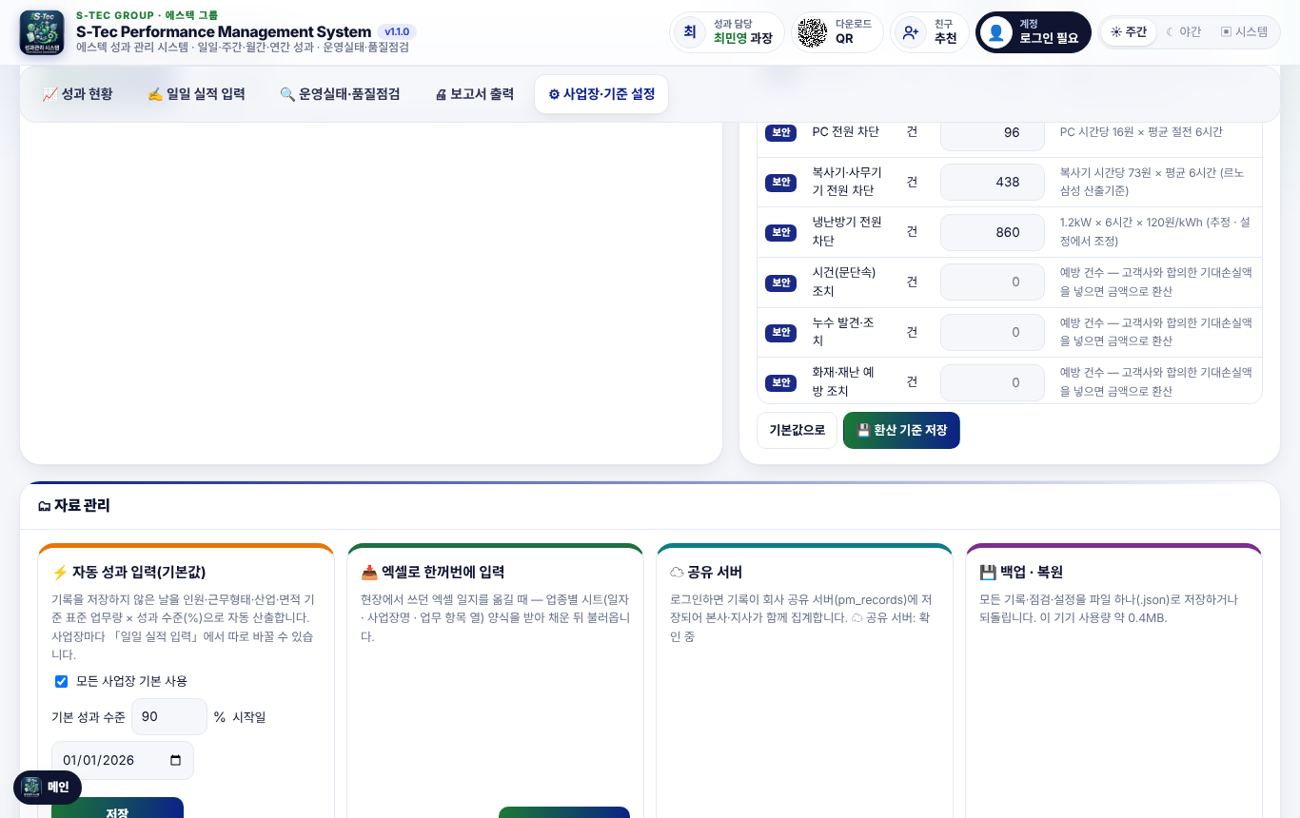 S-TEC GROUP · 에스텍 그룹
S-Tec Performance Management System v1.1.0
에스텍 성과 관리 시스템 · 일일·주간·월간·연간 성과 · 운영실태·품질점검
최
성과 담당
최민영 과장
다운로드
QR
친구
추천
계정
로그인 필요
☀ 주간
☾ 야간
▣ 시스템
📈 성과 현황
✍ 일일 실적 입력
🔍 운영실태·품질점검
🖨 보고서 출력
⚙ 사업장·기준 설정
보안 PC 전원 차단 건 96 PC 시간당 16원 × 평균 절전 6시간
보안 복사기·사무기기 전원 차단 건 438 복사기 시간당 73원 × 평균 6시간 (르노삼성 산출기준)
보안 냉난방기 전원 차단 건 860 1.2kW × 6시간 × 120원/kWh (추정 · 설정에서 조정)
보안 시건(문단속) 조치 건 0 예방 건수 — 고객사와 합의한 기대손실액을 넣으면 금액으로 환산
보안 누수 발견·조치 건 0 예방 건수 — 고객사와 합의한 기대손실액을 넣으면 금액으로 환산
보안 화재·재난 예방 조치 건 0 예방 건수 — 고객사와 합의한 기대손실액을 넣으면 금액으로 환산
기본값으로
💾 환산 기준 저장
🗂 자료 관리
⚡ 자동 성과 입력(기본값)
기록을 저장하지 않은 날을 인원·근무형태·산업·면적 기
준 표준 업무량 × 성과 수준(%)으로 자동 산출합니다.
사업장마다 「일일 실적 입력」에서 따로 바꿀 수 있습
니다.
모든 사업장 기본 사용
기본 성과 수준 90 % 시작일
01/01/2026
저장
📥 엑셀로 한꺼번에 입력
현장에서 쓰던 엑셀 일지를 옮길 때 — 업종별 시트(일자
· 사업장명 · 업무 항목 열) 양식을 받아 채운 뒤 불러옵니
다.
☁ 공유 서버
로그인하면 기록이 회사 공유 서버(pm_records)에 저
장되어 본사·지사가 함께 집계합니다. ☁ 공유 서버: 확
인 중
💾 백업 · 복원
모든 기록·점검·설정을 파일 하나(.json)로 저장하거나
되돌립니다. 이 기기 사용량 약 0.4MB.
메인